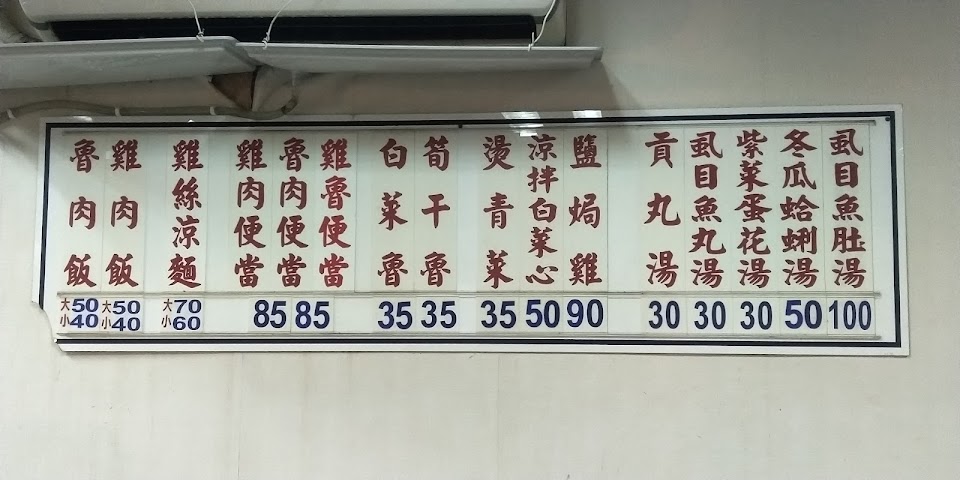 魯肉飯
雞肉飯
雞絲涼麵
雞肉便當
魯肉便當
雞魯便當
白菜魯
筍干魯
燙青菜
涼拌白菜心
鹽焗雞
貢丸湯
虱目魚丸湯
紫菜蛋花湯
冬瓜蛤蜊湯
虱目魚肚湯
大50 大50 大70 85 85 35 35 35 50 90 30 30 30 50 100
小40 小40 小60